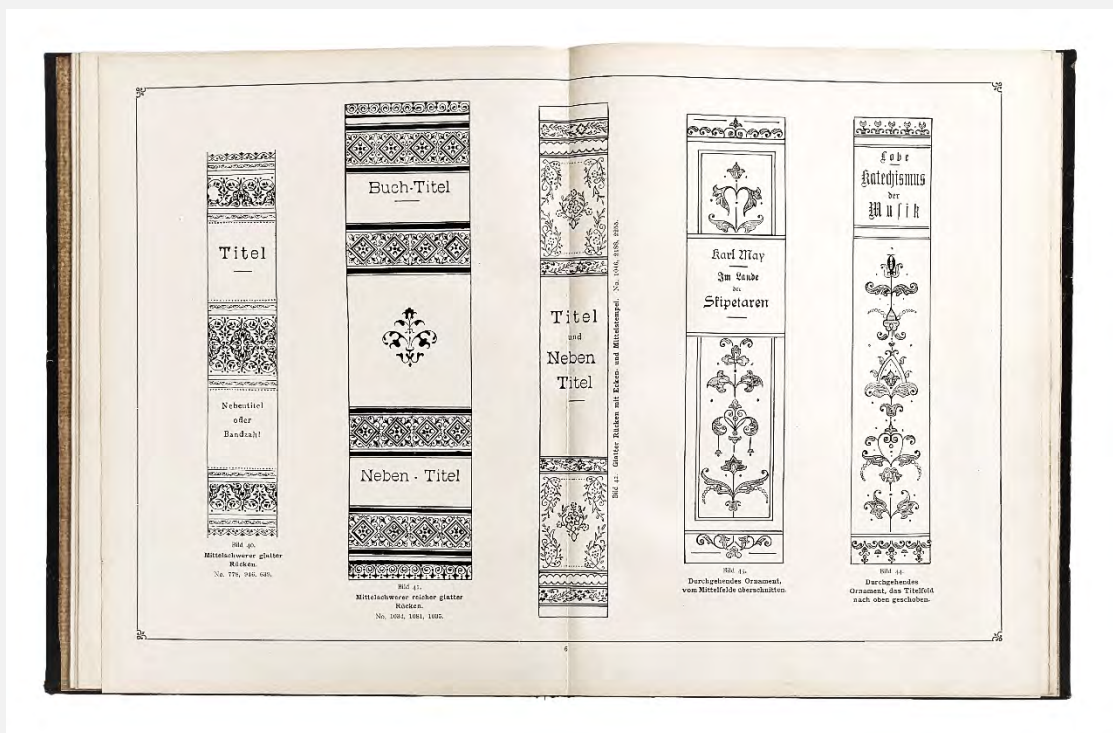 Titel
Nebentitel
oder
Bandzahl
Bild 40.
Mittelschwerer glatter
Rücken.
No. 778, 946, 649.
Buch-Titel
Neben - Titel
Bild 41.
Mittelschwerer reicher glatter
Rücken.
No. 1081,
Titel
und
Neben
Titel
Bild 42. Glatter Rücken mit Ecken- und Mittelstempel. No. 1046, 2188,
Karl May
Im Lande
der
Skipetaren
Bild 43.
Durchgehendes Ornament,
vom Mittelfelde überschnitten.
Lobe
Katechismus
der
Musik
Bild 44.
Durchgehendes
Ornament, das Titelfeld
nach oben geschoben.
6